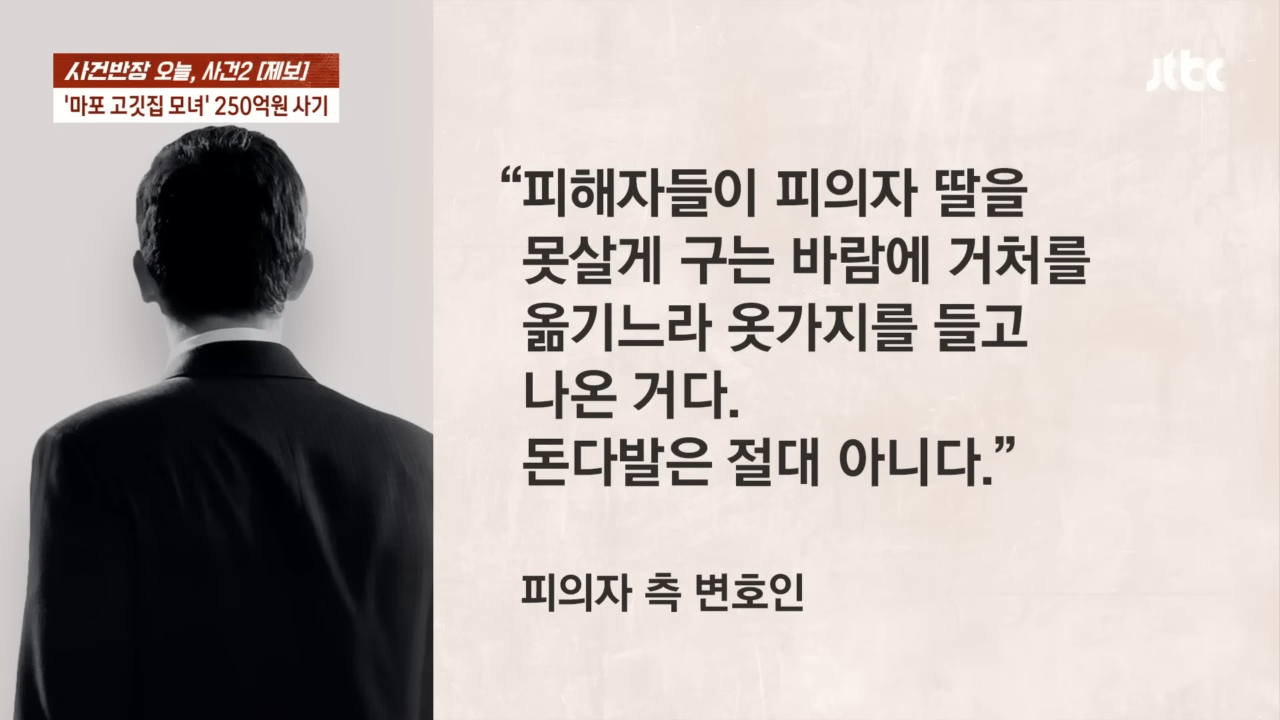 사건반장 오늘, 사건2 [제보]
'마포 고깃집 모녀' 250억원 사기
jtbc
“피해자들이 피의자 딸을
못살게 구는 바람에 거처를
옮기느라 옷가지를 들고
나온 거다.
돈다발은 절대 아니다.”
피의자 측 변호인